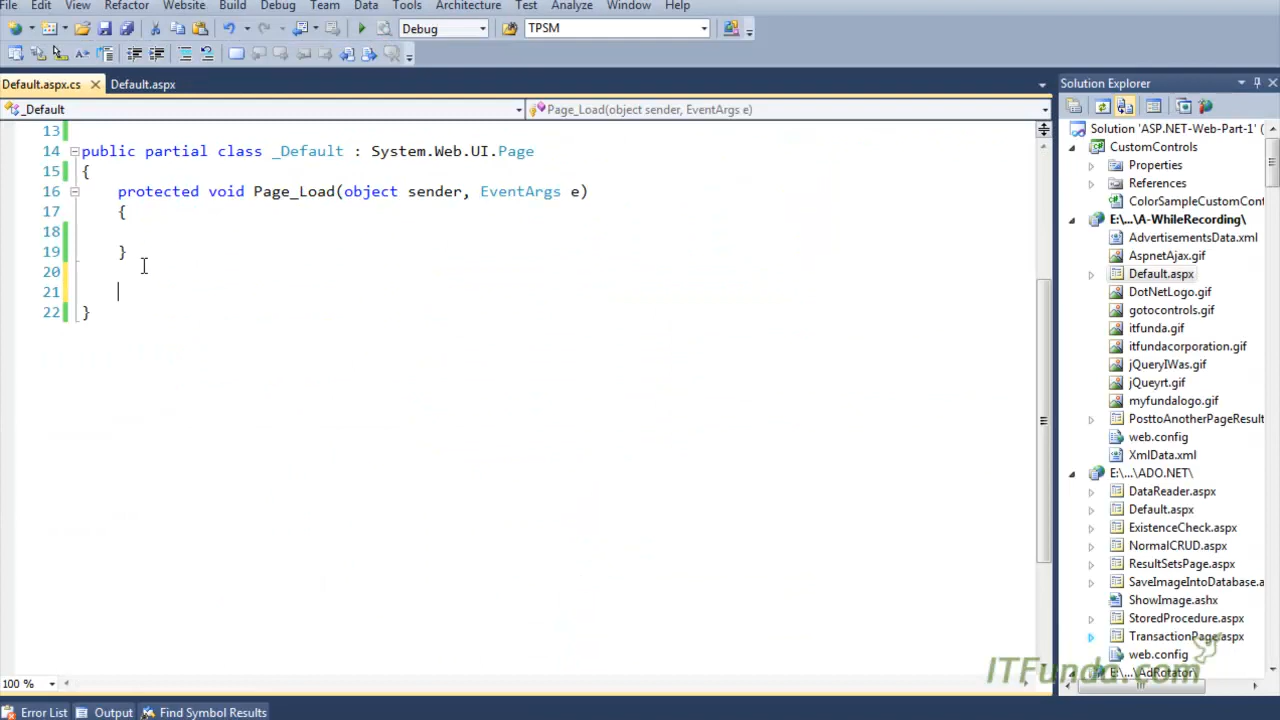 File Edit View Refactor Website Build Debug Team Data Tools Architecture Test Analyze Window Help
Debug TPSM
Default.aspx.cs Default.aspx
_Default Page_Load(object sender, EventArgs e)
13
14 public partial class _Default : System.Web.UI.Page
15 {
16 protected void Page_Load(object sender, EventArgs e)
17 {
18
19 }
20
21
22 }
100 %
Error List Output Find Symbol Results
Solution Explorer
Solution 'ASP.NET-Web-Part-1' (
CustomControls
Properties
References
ColorSampleCustomCont
E:\...\A-WhileRecording\
AdvertisementsData.xml
AspnetAjax.gif
Default.aspx
DotNetLogo.gif
gotocontrols.gif
itfunda.gif
itfundacorporation.gif
jQueryIWas.gif
jQueyrt.gif
myfundalogo.gif
PosttoAnotherPageResult
web.config
XmlData.xml
E:\...\ADO.NET\
DataReader.aspx
Default.aspx
ExistenceCheck.aspx
NormalCRUD.aspx
ResultSetsPage.aspx
SaveImageIntoDatabase.a
ShowImage.ashx
StoredProcedure.aspx
TransactionPage.aspx
web.config
E:\...\AdRotator\
ITFunda.com